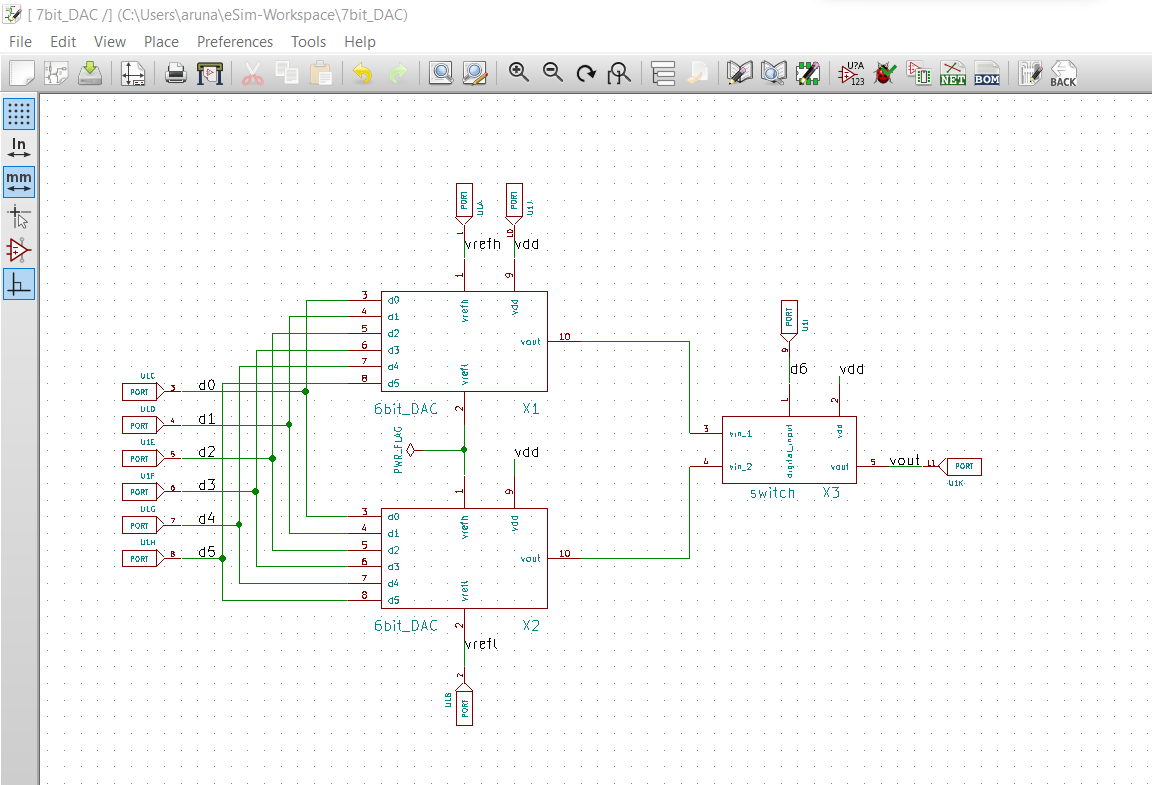 [ 7bit_DAC /] (C:\Users\aruna\eSim-Workspace\7bit_DAC)
File Edit View Place Preferences Tools Help
U?A
123
NET
BOM
BACK
In
mm
PORT U1A PORT U1J
1 10
vrefh vdd
1 9
3 d0 vrefh vdd
4 d1
5 d2
6 d3 vout 10
7 d4
8 d5 vrefl
6bit_DAC 2 X1
PORT U1I
9
d6 vdd
1 2
U1C
PORT 3 d0
U1D
PORT 4 d1
U1E
PORT 5 d2
U1F
PORT 6 d3
U1G
PORT 7 d4
U1H
PORT 8 d5
PWR_FLAG
vdd
1 9
3 vin_1 digital_input vdd
4 vin_2 vout 5 vout 11 PORT
U1K
switch X3
3 d0 vrefh vdd
4 d1
5 d2
6 d3 vout 10
7 d4
8 d5 vrefl
6bit_DAC 2 X2
vrefl
2
U1B PORT